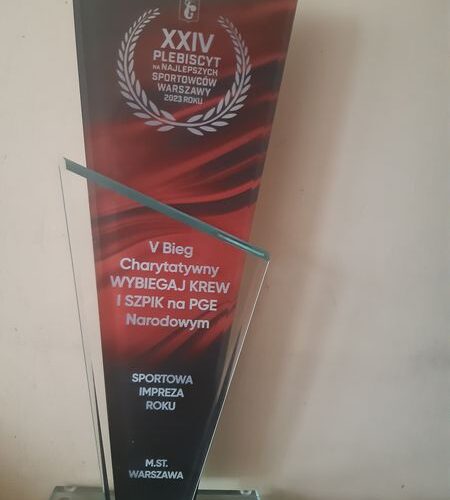 XXIV
PLEBISCYT
NA NAJLEPSZYCH
SPORTOWCÓW
WARSZAWY
2023 ROKU
V Bieg
Charytatywny
WYBIEGAJ KREW
I SZPIK na PGE
Narodowym
SPORTOWA
IMPREZA
ROKU
M.ST.
WARSZAWA